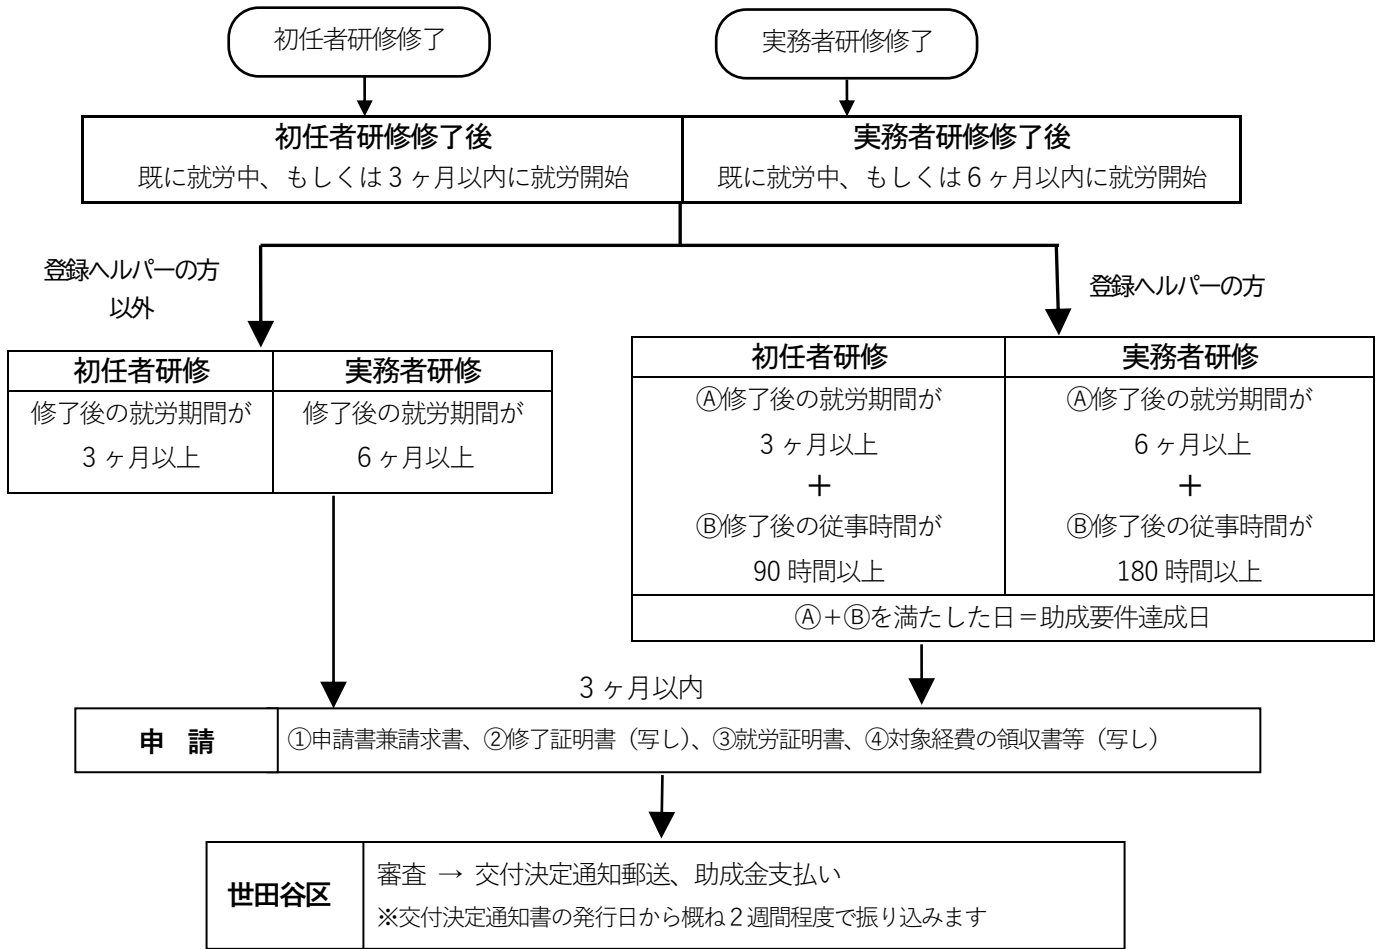 初任者研修修了
実務者研修修了
初任者研修修了後
既に就労中、もしくは3ヶ月以内に就労開始
実務者研修修了後
既に就労中、もしくは6ヶ月以内に就労開始
登録ヘルパーの方
以外
登録ヘルパーの方
初任者研修
修了後の就労期間が
3ヶ月以上
実務者研修
修了後の就労期間が
6ヶ月以上
初任者研修
Ⓐ修了後の就労期間が
3ヶ月以上
＋
Ⓑ修了後の従事時間が
90時間以上
実務者研修
Ⓐ修了後の就労期間が
6ヶ月以上
＋
Ⓑ修了後の従事時間が
180時間以上
Ⓐ＋Ⓑを満たした日＝助成要件達成日
3ヶ月以内
申 請
①申請書兼請求書、②修了証明書（写し）、③就労証明書、④対象経費の領収書等（写し）
世田谷区
審査 → 交付決定通知郵送、助成金支払い
※交付決定通知書の発行日から概ね2週間程度で振り込みます